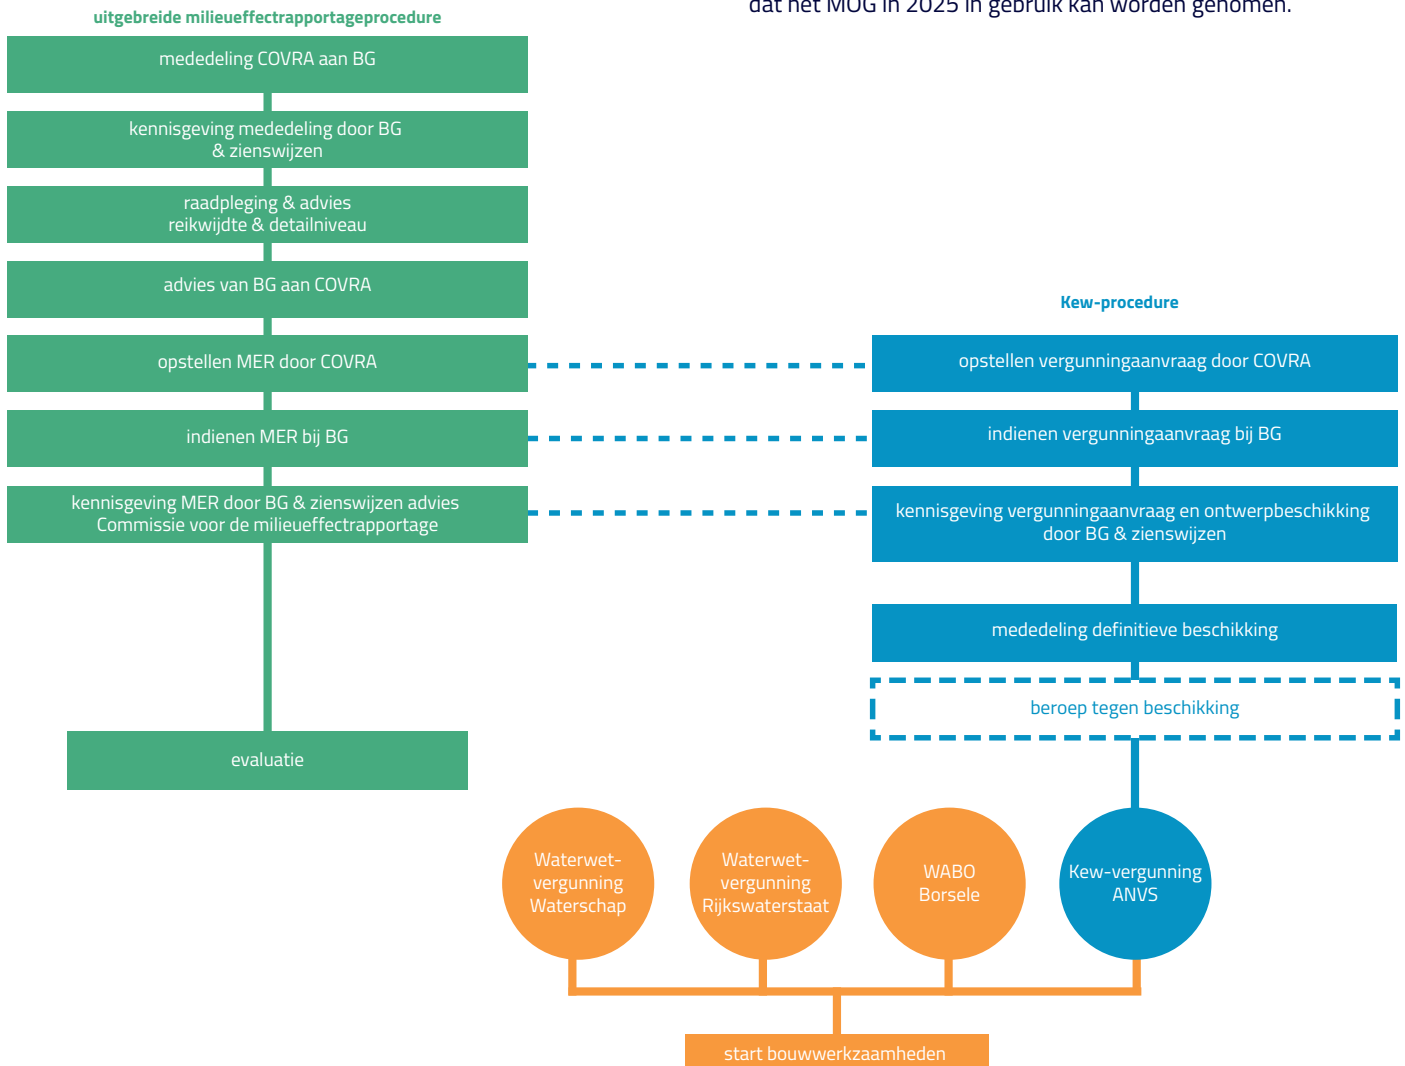 dat het MOG in 2025 in gebruik kan worden genomen.
uitgebreide milieueffectrapportageprocedure
mededeling COVRA aan BG
kennisgeving mededeling door BG
& zienswijzen
raadpleging & advies
reikwijdte & detailniveau
advies van BG aan COVRA
opstellen MER door COVRA
indienen MER bij BG
kennisgeving MER door BG & zienswijzen advies
Commissie voor de milieueffectrapportage
evaluatie
Kew-procedure
opstellen vergunningaanvraag door COVRA
indienen vergunningaanvraag bij BG
kennisgeving vergunningaanvraag en ontwerpbeschikking
door BG & zienswijzen
mededeling definitieve beschikking
beroep tegen beschikking
Waterwet-
vergunning
Waterschap
Waterwet-
vergunning
Rijkswaterstaat
WABO
Borsele
Kew-vergunning
ANVS
start bouwwerkzaamheden